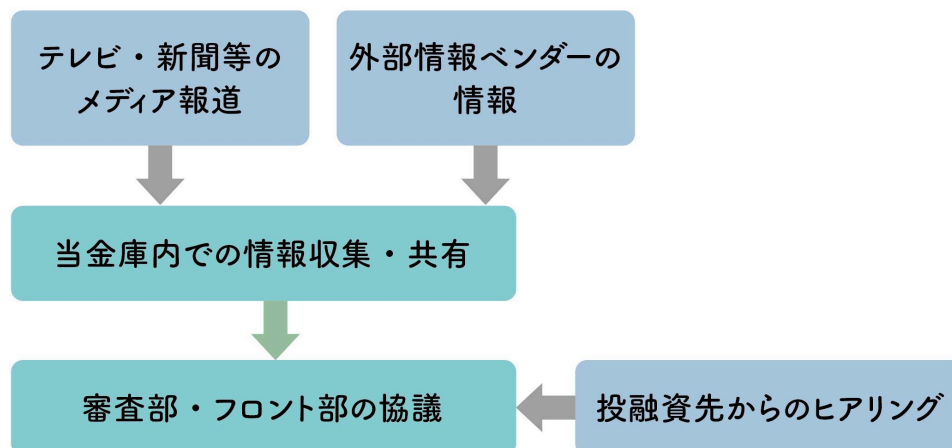 テレビ・新聞等の
メディア報道
外部情報ベンダーの
情報
当金庫内での情報収集・共有
審査部・フロント部の協議
投融資先からのヒアリング